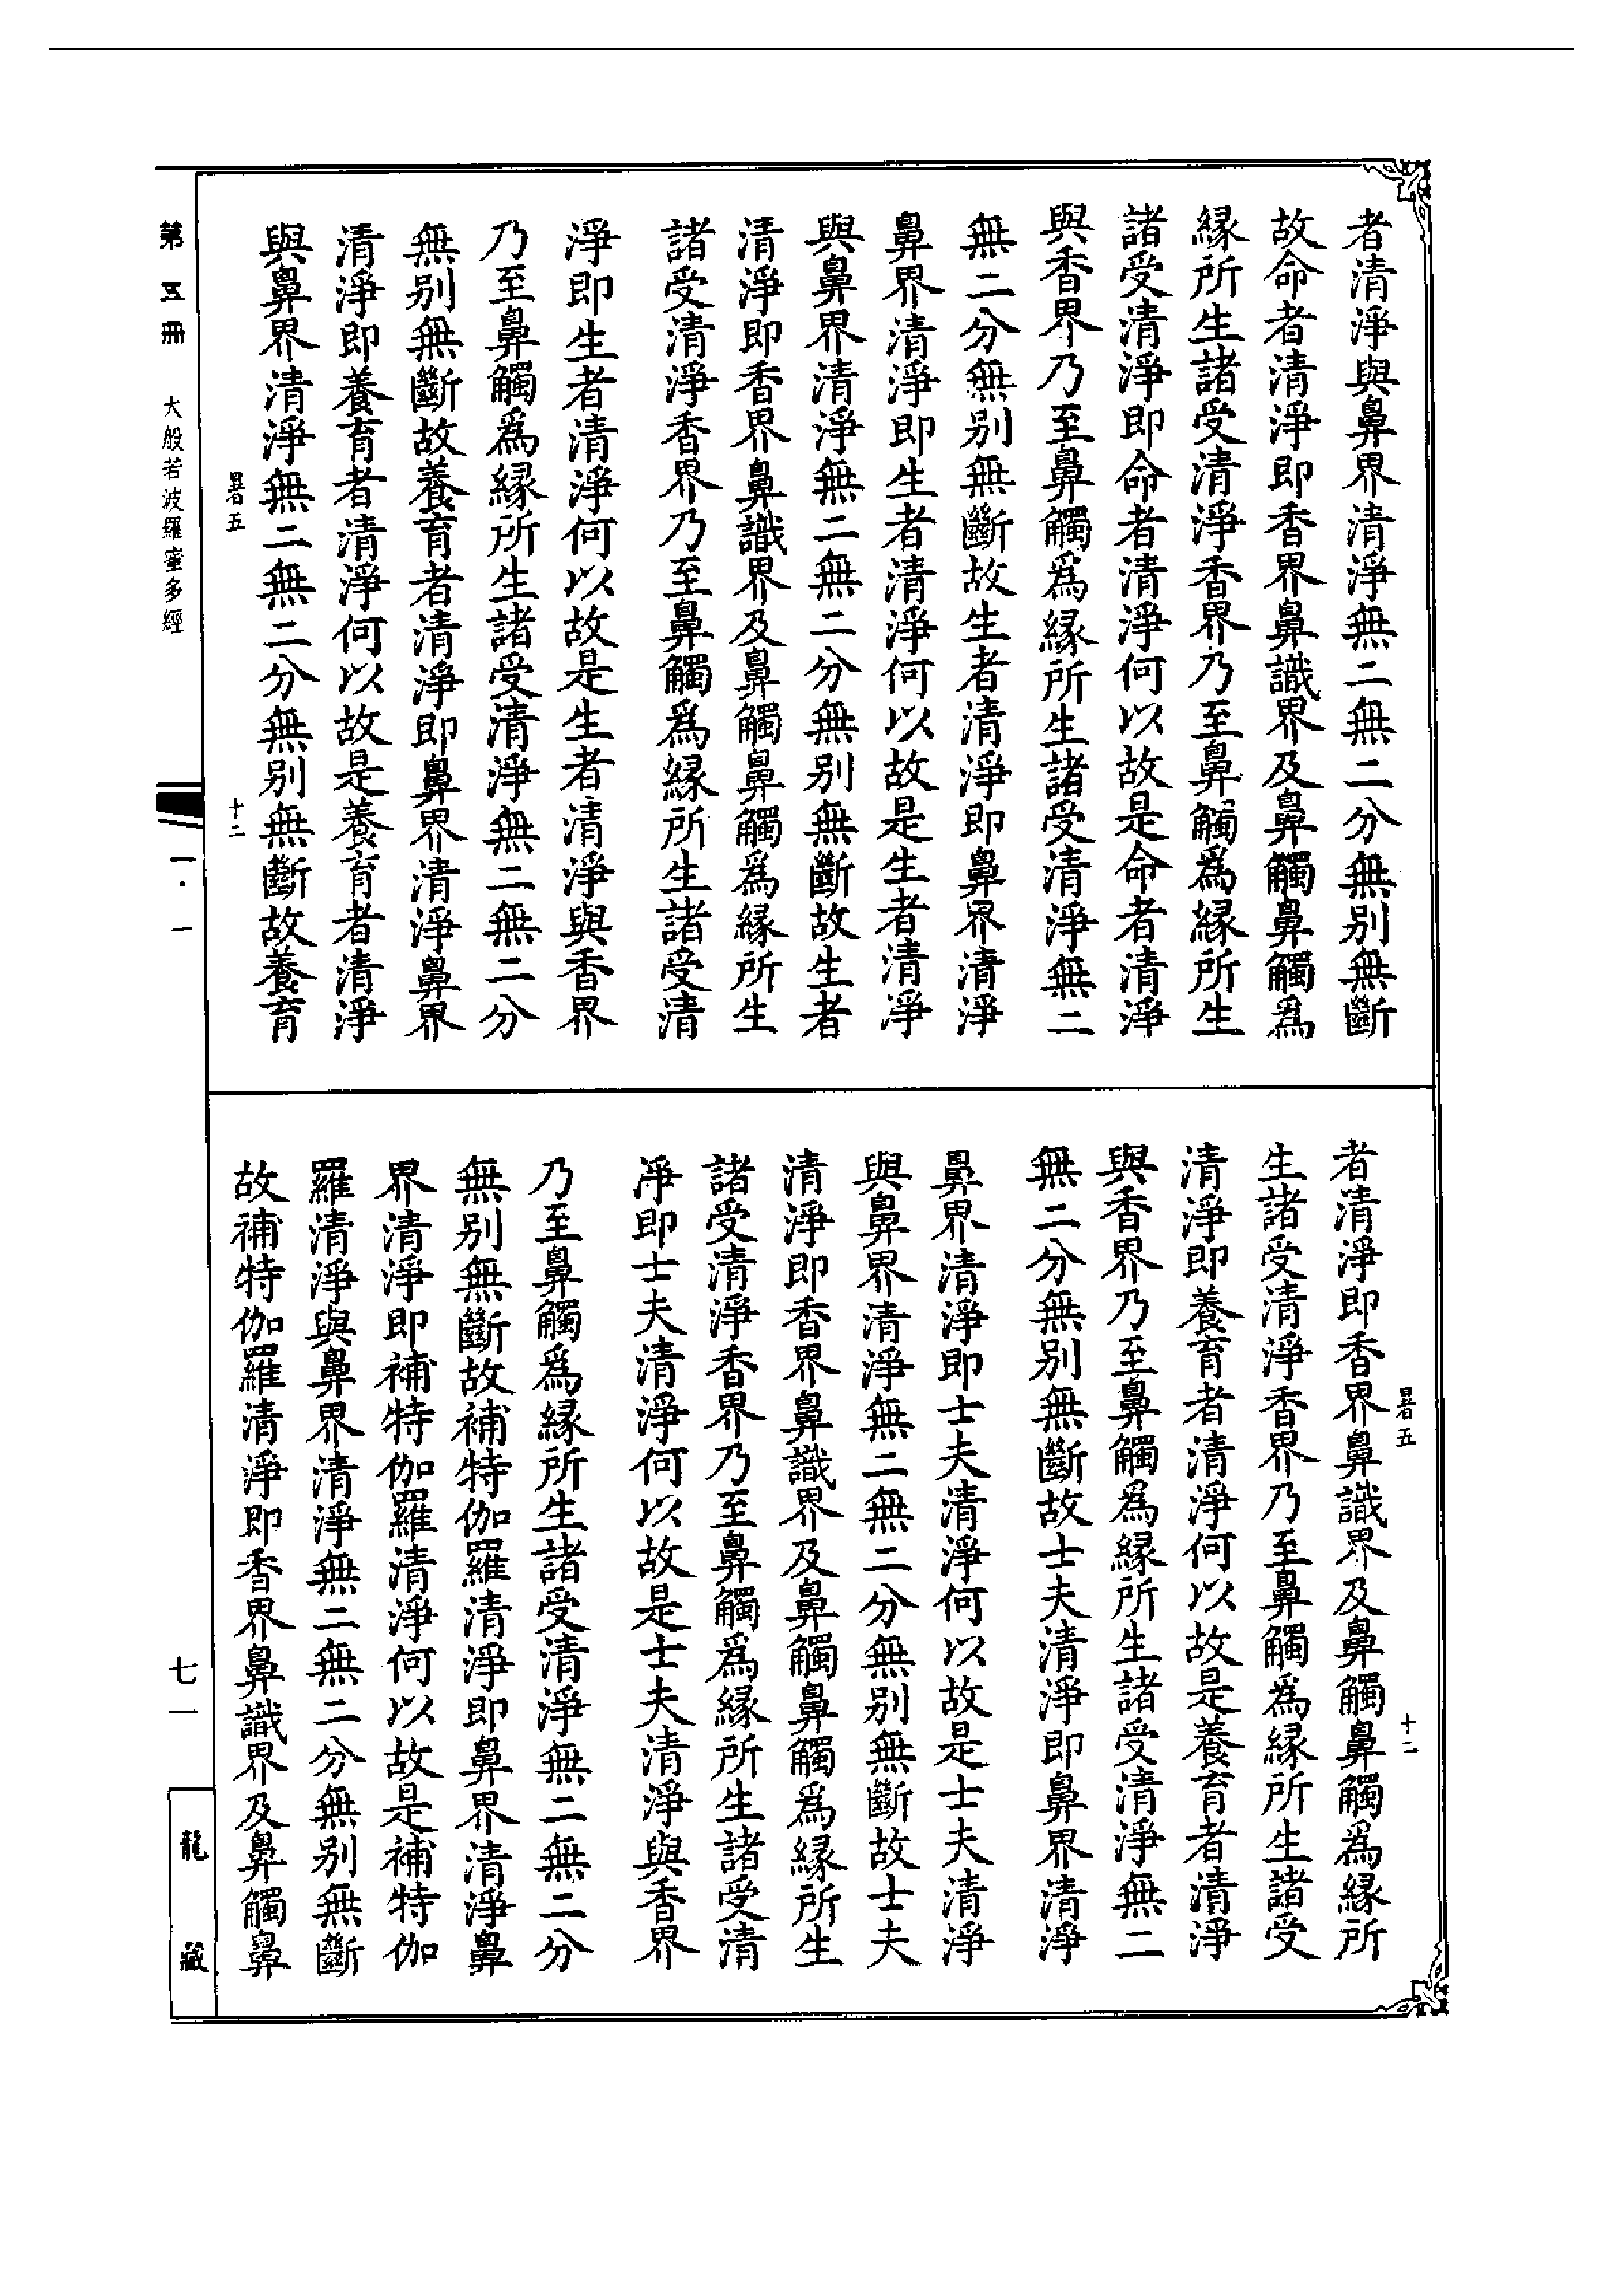 者清淨與鼻界清淨無二無二分無別無斷
故命者清淨即香界鼻識界及鼻觸鼻觸爲
緣所生諸受清淨香界乃至鼻觸爲緣所生
諸受清淨即命者清淨何以故是命者清淨
與香界乃至鼻觸爲緣所生諸受清淨無二
無二分無別無斷故生者清淨即鼻界清淨
鼻界清淨即生者清淨何以故是生者清淨
與鼻界清淨無二無二分無別無斷故生者
清淨即香界鼻識界及鼻觸鼻觸爲緣所生
諸受清淨香界乃至鼻觸爲緣所生諸受清
淨即生者清淨何以故是生者清淨與香界
乃至鼻觸爲緣所生諸受清淨無二無二分
無別無斷故養育者清淨即鼻界清淨鼻界
清淨即養育者清淨何以故是養育者清淨
與鼻界清淨無二無二分無別無斷故養育
暑五
十二
者清淨即香界鼻識界及鼻觸鼻觸爲緣所
生諸受清淨香界乃至鼻觸爲緣所生諸受
清淨即養育者清淨何以故是養育者清淨
與香界乃至鼻觸爲緣所生諸受清淨無二
無二分無別無斷故士夫清淨即鼻界清淨
鼻界清淨即士夫清淨何以故是士夫清淨
與鼻界清淨無二無二分無別無斷故士夫
清淨即香界鼻識界及鼻觸鼻觸爲緣所生
諸受清淨香界乃至鼻觸爲緣所生諸受清
淨即士夫清淨何以故是士夫清淨與香界
乃至鼻觸爲緣所生諸受清淨無二無二分
無別無斷故補特伽羅清淨即鼻界清淨鼻
界清淨即補特伽羅清淨何以故是補特伽
羅清淨與鼻界清淨無二無二分無別無斷
故補特伽羅清淨即香界鼻識界及鼻觸鼻
暑五
十二
第五冊
大般若波羅蜜多經
一·一
七一
龍藏